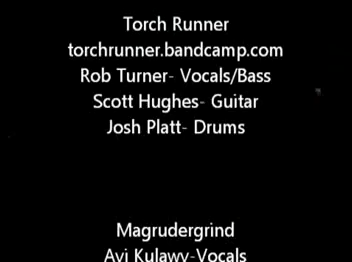 Torch Runner
torchrunner.bandcamp.com
Rob Turner- Vocals/Bass
Scott Hughes- Guitar
Josh Platt- Drums
Magrudergrind
Avi Kulawy-Vocals